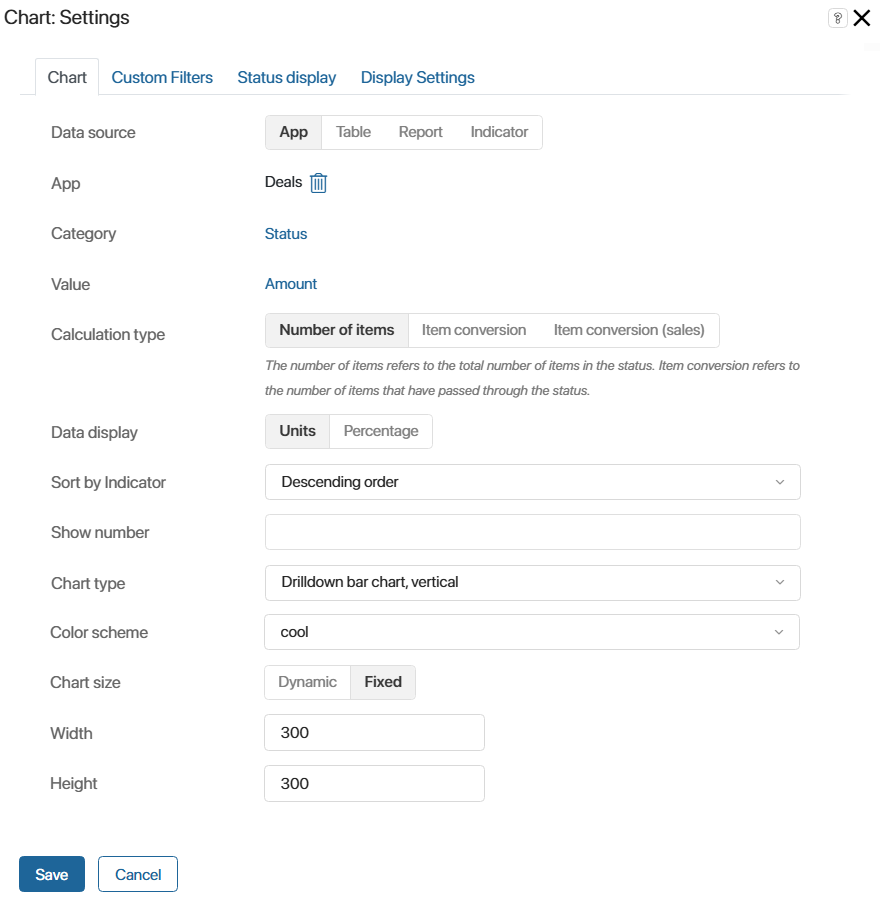 Chart: Settings ?
Chart Custom Filters Status display Display Settings
Data source App Table Report Indicator
App Deals
Category Status
Value Amount
Calculation type Number of items Item conversion Item conversion (sales)
The number of items refers to the total number of items in the status. Item conversion refers to
the number of items that have passed through the status.
Data display Units Percentage
Sort by Indicator Descending order
Show number
Chart type Drilldown bar chart, vertical
Color scheme cool
Chart size Dynamic Fixed
Width 300
Height 300
Save Cancel